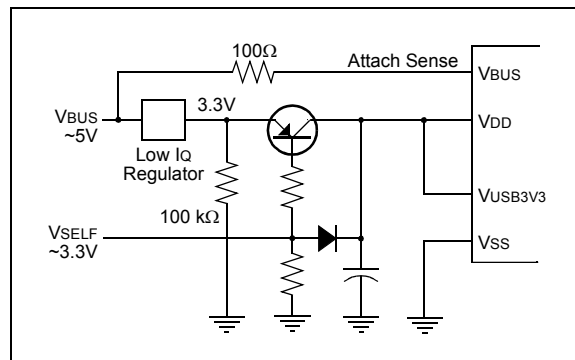 100Ω
Attach Sense
VBUS
VBUS
~5V
3.3V
VDD
Low IQ
Regulator
VUSB3V3
100 kΩ
VSELF
~3.3V
VSS